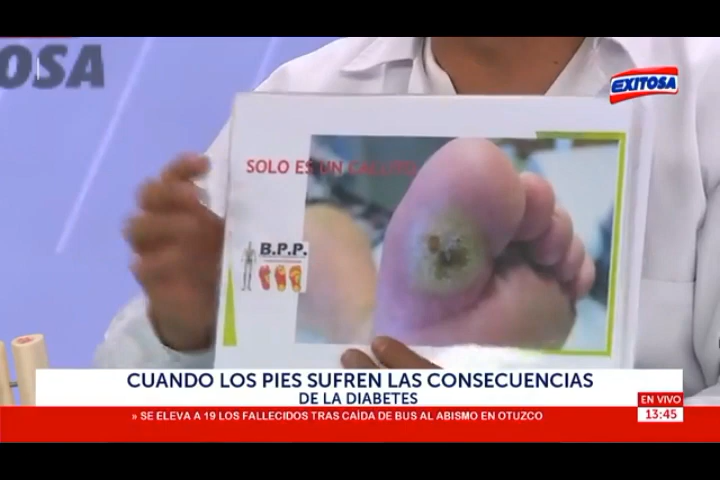 OSA
EXITOSA
SOLO ES UN CALLITO
B.P.P.
CUANDO LOS PIES SUFREN LAS CONSECUENCIAS
DE LA DIABETES
EN VIVO
» SE ELEVA A 19 LOS FALLECIDOS TRAS CAÍDA DE BUS AL ABISMO EN OTUZCO
13:45